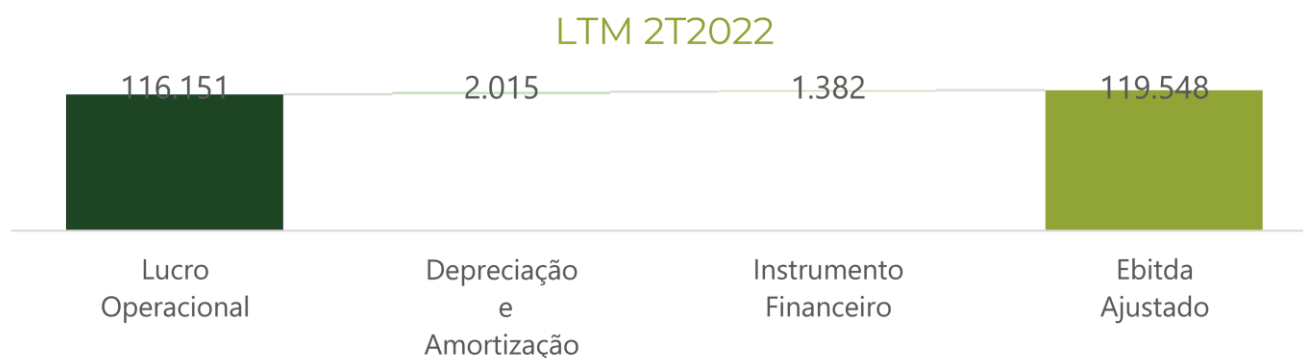 LTM 2T2022
116.151
2.015
1.382
119.548
Lucro
Operacional
Depreciação
e
Amortização
Instrumento
Financeiro
Ebitda
Ajustado